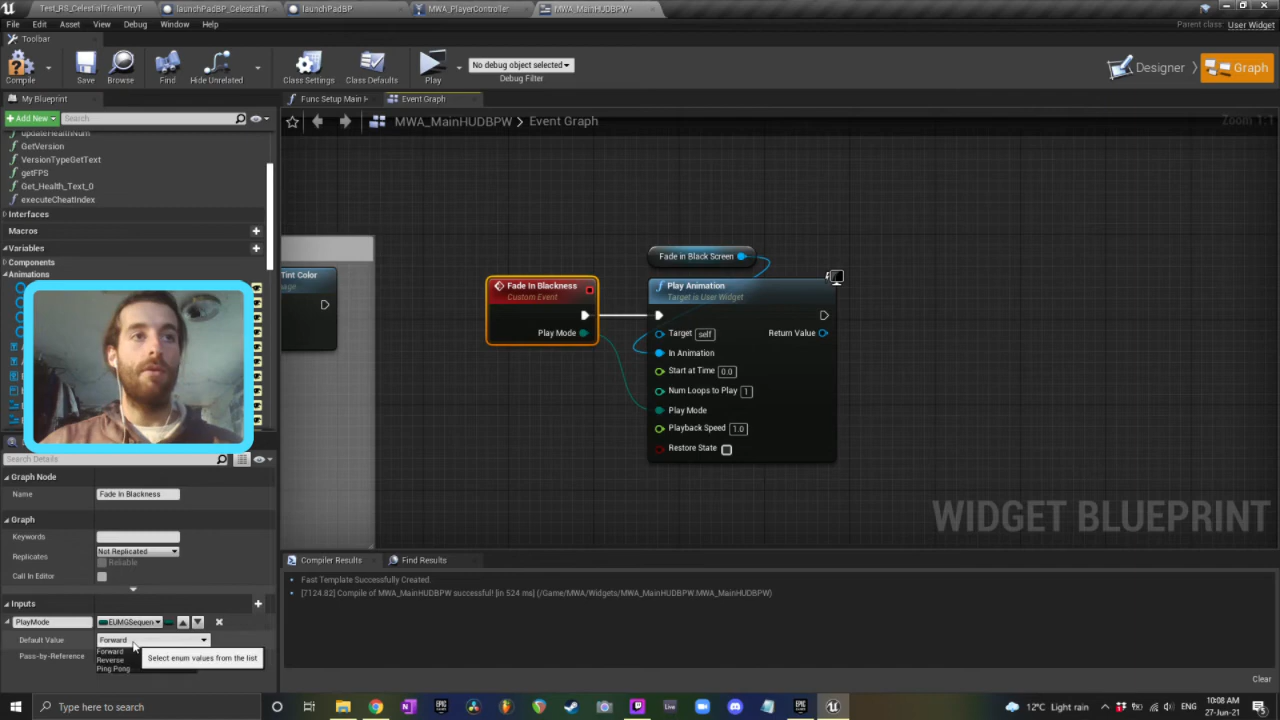 Test_RS_CelestialTrialEntryT
launchPadBP_CelestialTr
launchPadBP
MWA_PlayerController
MWA_MainHUDBPW*
File Edit Asset View Debug Window Help
Parent class: User Widget
Toolbar
Compile
Save
Browse
Find
Hide Unrelated
Class Settings
Class Defaults
Play
No debug object selected
Debug Filter
Designer
Graph
My Blueprint
Func Setup Main
Event Graph
+Add New
Search
MWA_MainHUDBPW > Event Graph
Zoom 1:1
updateHealthNum
GetVersion
VersionTypeGetText
getFPS
Get_Health_Text_0
executeCheatIndex
Interfaces
Macros
Variables
Components
Animations
Tint Color
Fade In Blackness
Custom Event
Play Mode
Fade in Black Screen
Play Animation
Target is User Widget
Target self
Return Value
In Animation
Start at Time 0.0
Num Loops to Play 1
Play Mode
Playback Speed 1.0
Restore State
Search Details
Graph Node
Name Fade In Blackness
Graph
Keywords
Replicates Not Replicated
Reliable
Call In Editor
Inputs
PlayMode EUMGSequen
Default Value Forward
Forward
Reverse
Ping Pong
Pass-by-Reference
Select enum values from the list
WIDGET BLUEPRINT
Compiler Results
Find Results
Fast Template Successfully Created.
[7124.82] Compile of MWA_MainHUDBPW successful! [in 524 ms] (/Game/MWA/Widgets/MWA_MainHUDBPW.MWA_MainHUDBPW)
Clear
Type here to search
12°C Light rain
10:08 AM
27-Jun-21